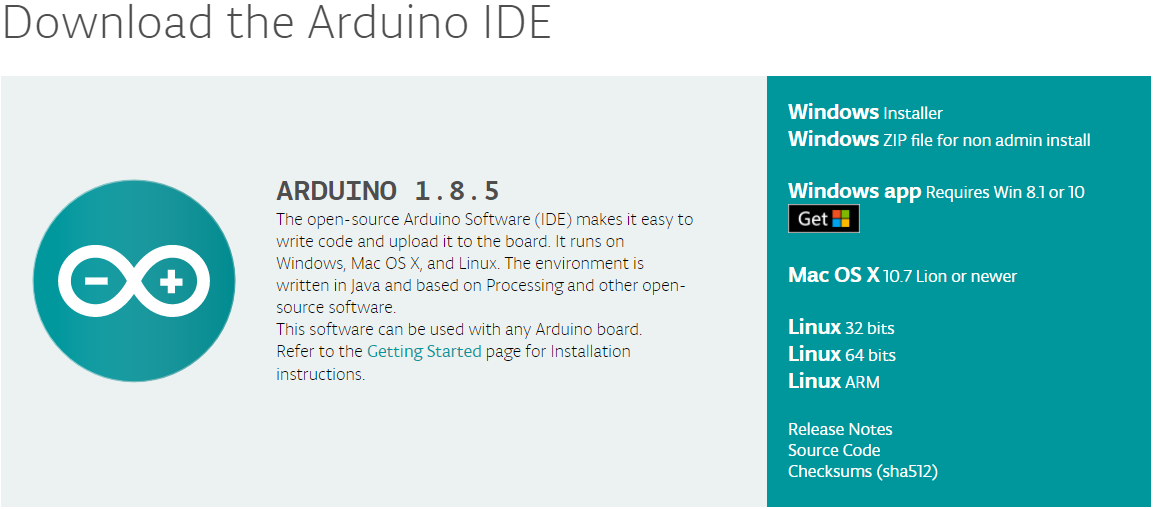 Download the Arduino IDE
ARDUINO 1.8.5
The open-source Arduino Software (IDE) makes it easy to
write code and upload it to the board. It runs on
Windows, Mac OS X, and Linux. The environment is
written in Java and based on Processing and other open-
source software.
This software can be used with any Arduino board.
Refer to the Getting Started page for Installation
instructions.
Windows Installer
Windows ZIP file for non admin install
Windows app Requires Win 8.1 or 10
Get
Mac OS X 10.7 Lion or newer
Linux 32 bits
Linux 64 bits
Linux ARM
Release Notes
Source Code
Checksums (sha512)